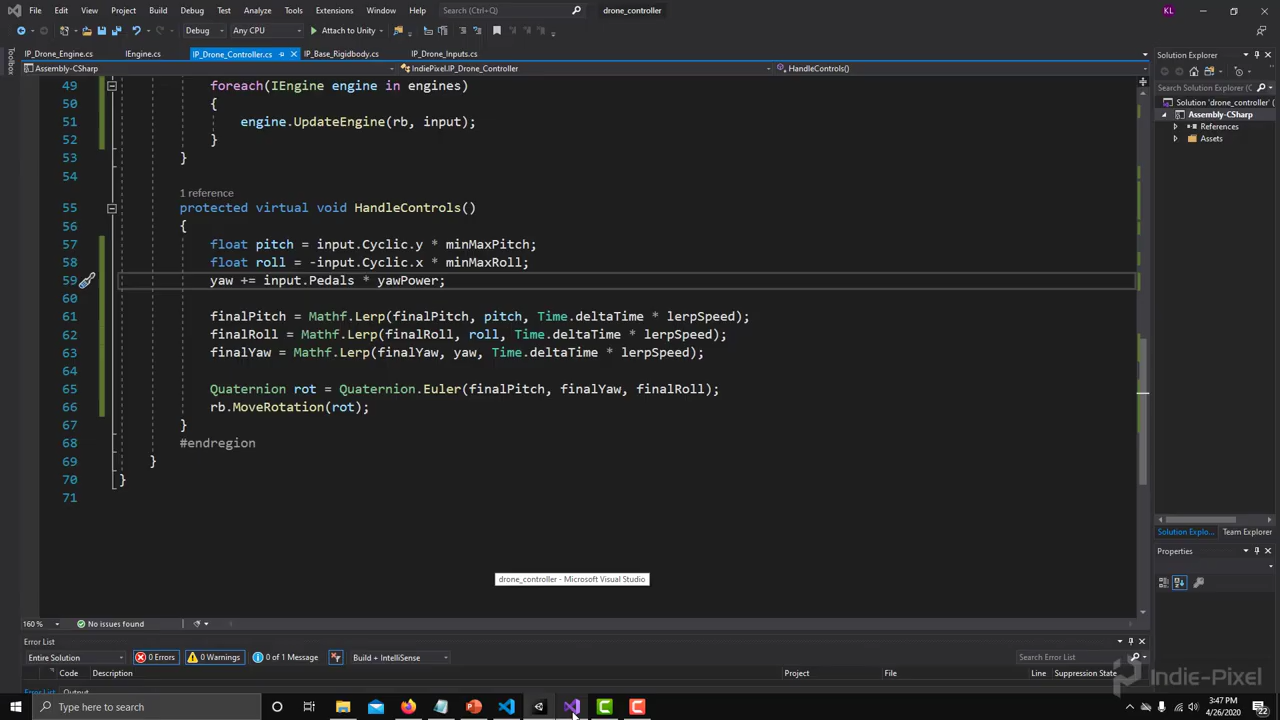 File Edit View Project Build Debug Test Analyze Tools Extensions Window Help Search (Ctrl+Q) drone_controller KL
Debug Any CPU Attach to Unity
IP_Drone_Engine.cs IEngine.cs IP_Drone_Controller.cs IP_Base_Rigidbody.cs IP_Drone_Inputs.cs
Assembly-CSharp IndiePixel.IP_Drone_Controller HandleControls()
Toolbox
49 foreach(IEngine engine in engines)
50 {
51 engine.UpdateEngine(rb, input);
52 }
53 }
54
1 reference
55 protected virtual void HandleControls()
56 {
57 float pitch = input.Cyclic.y * minMaxPitch;
58 float roll = -input.Cyclic.x * minMaxRoll;
59 yaw += input.Pedals * yawPower;
60
61 finalPitch = Mathf.Lerp(finalPitch, pitch, Time.deltaTime * lerpSpeed);
62 finalRoll = Mathf.Lerp(finalRoll, roll, Time.deltaTime * lerpSpeed);
63 finalYaw = Mathf.Lerp(finalYaw, yaw, Time.deltaTime * lerpSpeed);
64
65 Quaternion rot = Quaternion.Euler(finalPitch, finalYaw, finalRoll);
66 rb.MoveRotation(rot);
67 }
68 #endregion
69 }
70 }
71
drone_controller - Microsoft Visual Studio
160 % No issues found
Error List
Entire Solution 0 Errors 0 Warnings 0 of 1 Message Build + IntelliSense Search Error List
Code Description Project File Suppression State
Error List Output
Solution Explorer
Search Solution Explorer
Solution 'drone_controller' (
Assembly-CSharp
References
Assets
Solution Explo... Team Explorer
Properties
Indie-Pixel
Type here to search
3:47 PM
4/26/2020
22